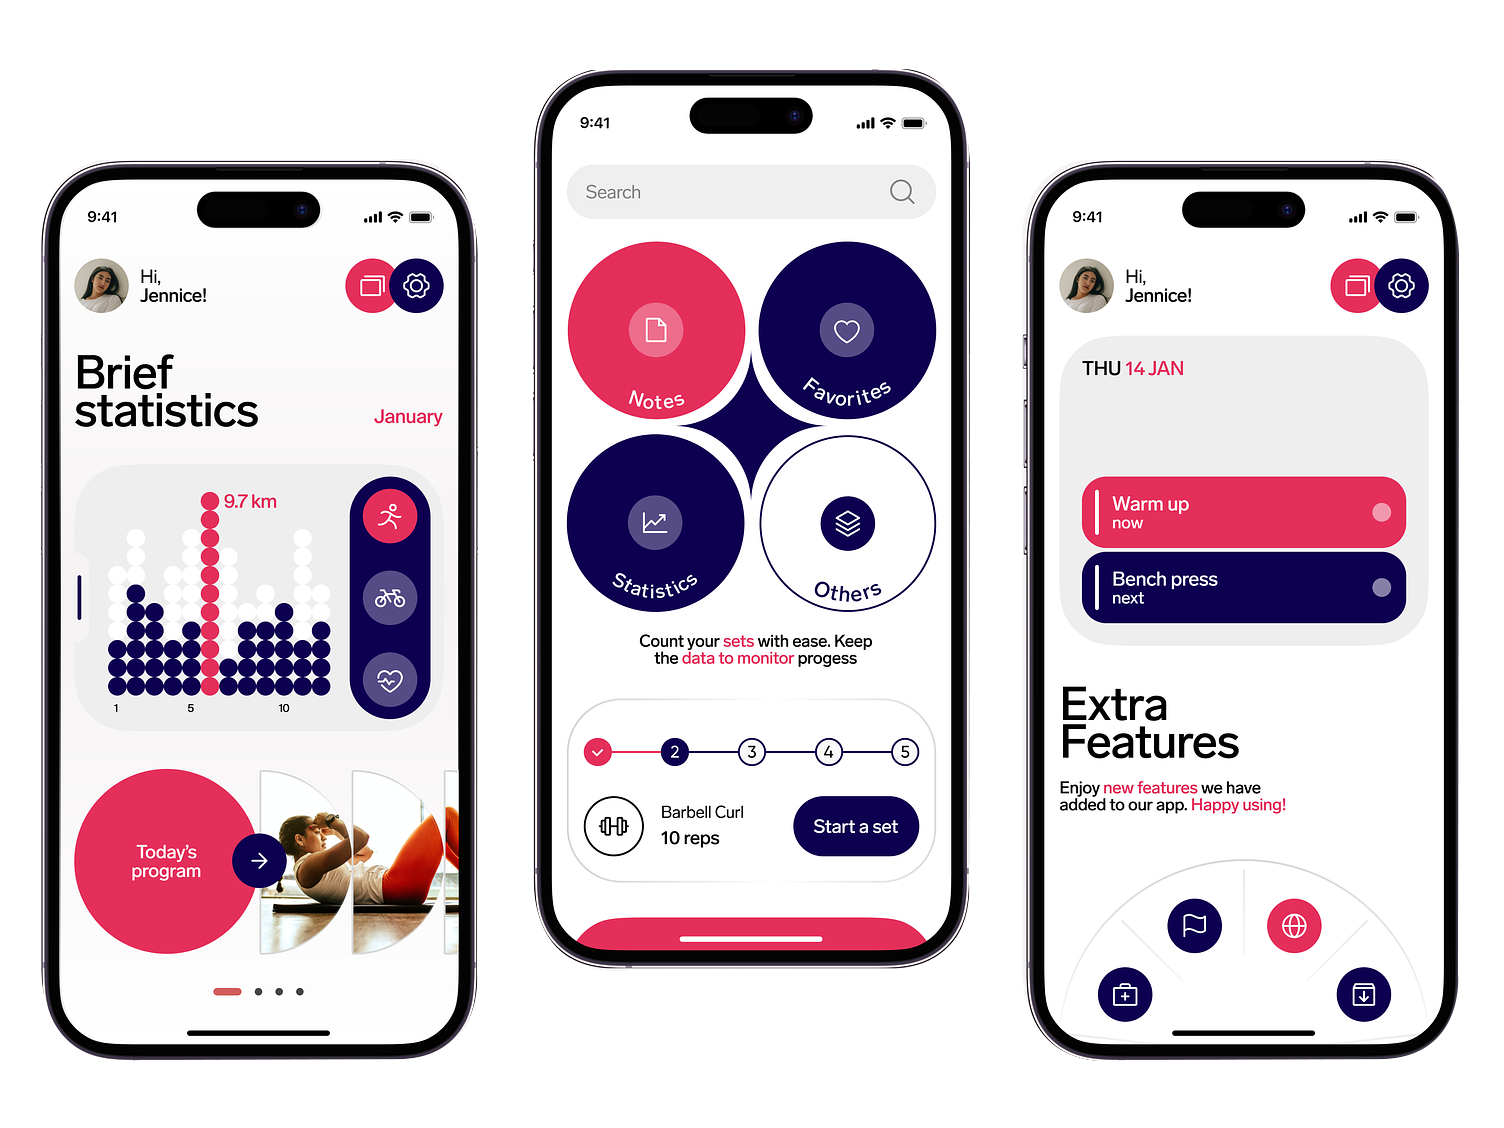 9:41
Hi,
Jennice!
Brief
statistics
January
9.7 km
1 5 10
Today's
program
9:41
Search
Notes
Favorites
Statistics
Others
Count your sets with ease. Keep
the data to monitor progess
2 3 4 5
Barbell Curl
10 reps
Start a set
9:41
Hi,
Jennice!
THU 14 JAN
Warm up
now
Bench press
next
Extra
Features
Enjoy new features we have
added to our app. Happy using!